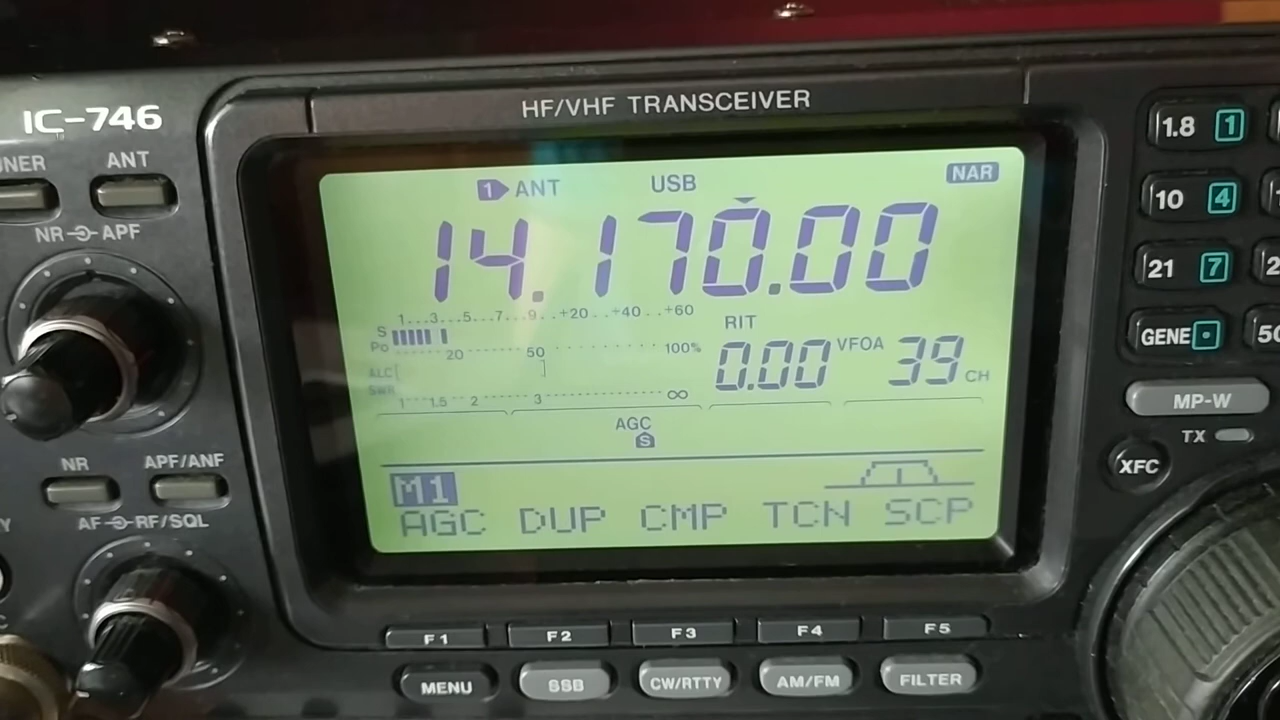 IC-746
HF/VHF TRANSCEIVER
ANT
NR APF
NR APF/ANF
AF RF/SQL
1 ANT USB NAR
14.170.00
S 1...3...5...7...9...+20...+40...+60
Po 20 50 100%
ALC
SWR 1 1.5 2 3 ∞
RIT
0.00 VFOA 39 CH
AGC
S
M1
AGC DUP CMP TCN SCP
F1 F2 F3 F4 F5
MENU SSB CW/RTTY AM/FM FILTER
1.8 1
10 4
21 7
GENE
MP-W
TX
XFC